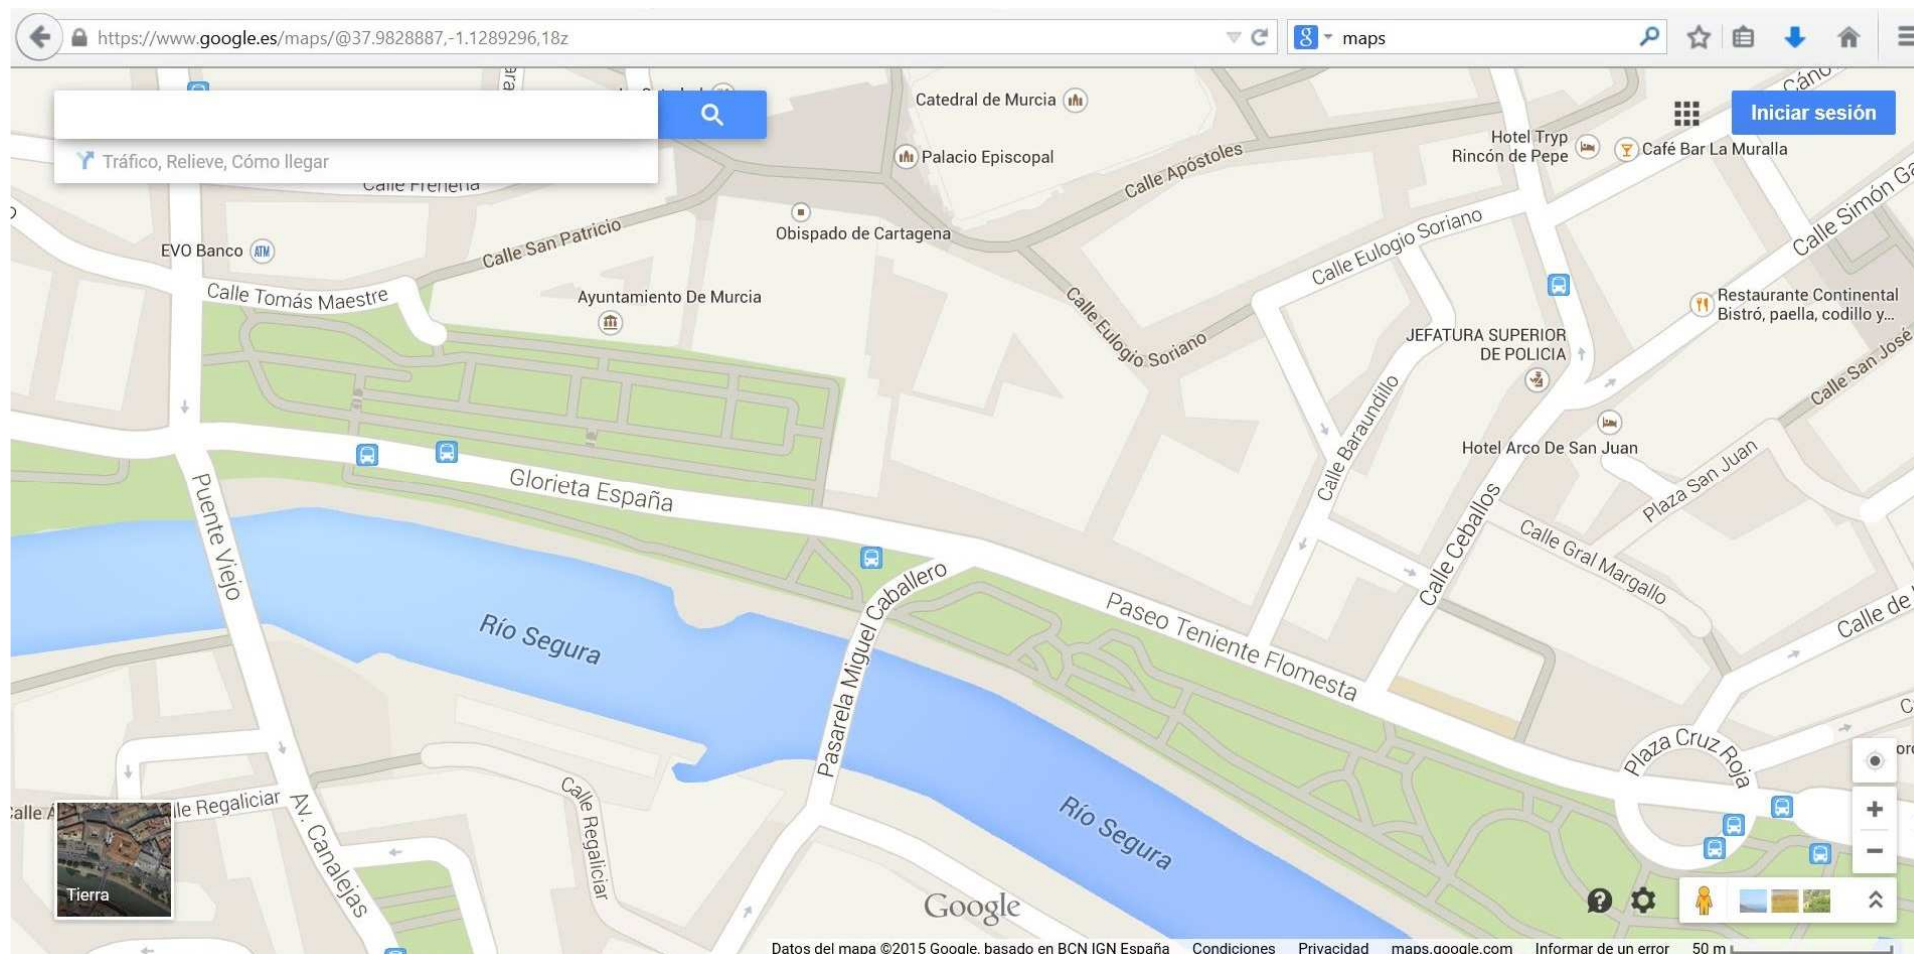 https://www.google.es/maps/@37.9828887,-1.1289296,18z
maps
Iniciar sesión
Tráfico, Relieve, Cómo llegar
Catedral de Murcia
Palacio Episcopal
Calle Apóstoles
Hotel Tryp
Rincón de Pepe
Café Bar La Muralla
Calle Frenería
Calle San Patricio
Obispado de Cartagena
Calle Eulogio Soriano
Calle Simón Ga
EVO Banco
ATM
Calle Tomás Maestre
Ayuntamiento De Murcia
Calle Eulogio Soriano
Restaurante Continental
Bistró, paella, codillo y...
JEFATURA SUPERIOR
DE POLICIA
Calle San José
Calle Baraundillo
Hotel Arco De San Juan
Plaza San Juan
Glorieta España
Puente Viejo
Calle Ceballos
Calle Gral Margallo
Calle de
Río Segura
Pasarela Miguel Caballero
Paseo Teniente Flomesta
Plaza Cruz Roja
Calle Regaliciar
Av. Canalejas
Calle Regaliciar
Río Segura
Tierra
Google
Datos del mapa ©2015 Google, basado en BCN IGN España
Condiciones
Privacidad
maps.google.com
Informar de un error
50 m